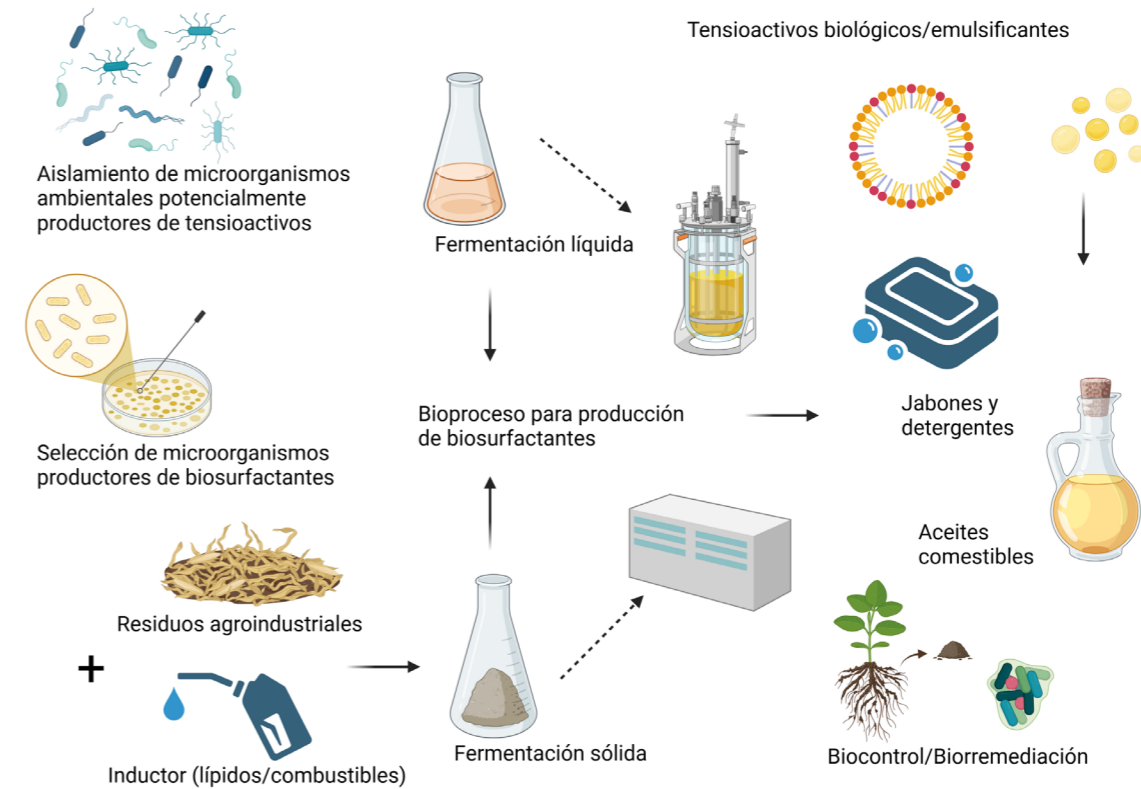 Tensioactivos biológicos/emulsificantes
Aislamiento de microorganismos
ambientales potencialmente
productores de tensioactivos
Fermentación líquida
Selección de microorganismos
productores de biosurfactantes
Bioproceso para producción
de biosurfactantes
Jabones y
detergentes
Aceites
comestibles
Residuos agroindustriales
+
Inductor (lípidos/combustibles)
Fermentación sólida
Biocontrol/Biorremediación